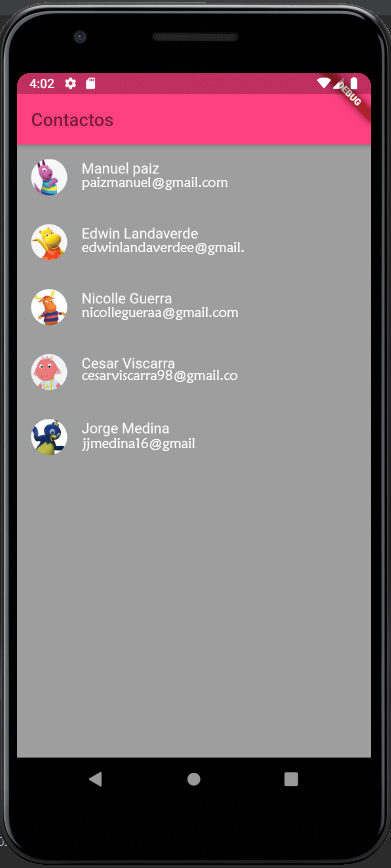 4:02
DEBUG
Contactos
Manuel paiz
paizmanuel@gmail.com
Edwin Landaverde
edwinlandaverdee@gmail.
Nicolle Guerra
nicollegueraa@gmail.com
Cesar Viscarra
cesarviscarra98@gmail.co
Jorge Medina
jjmedina16@gmail